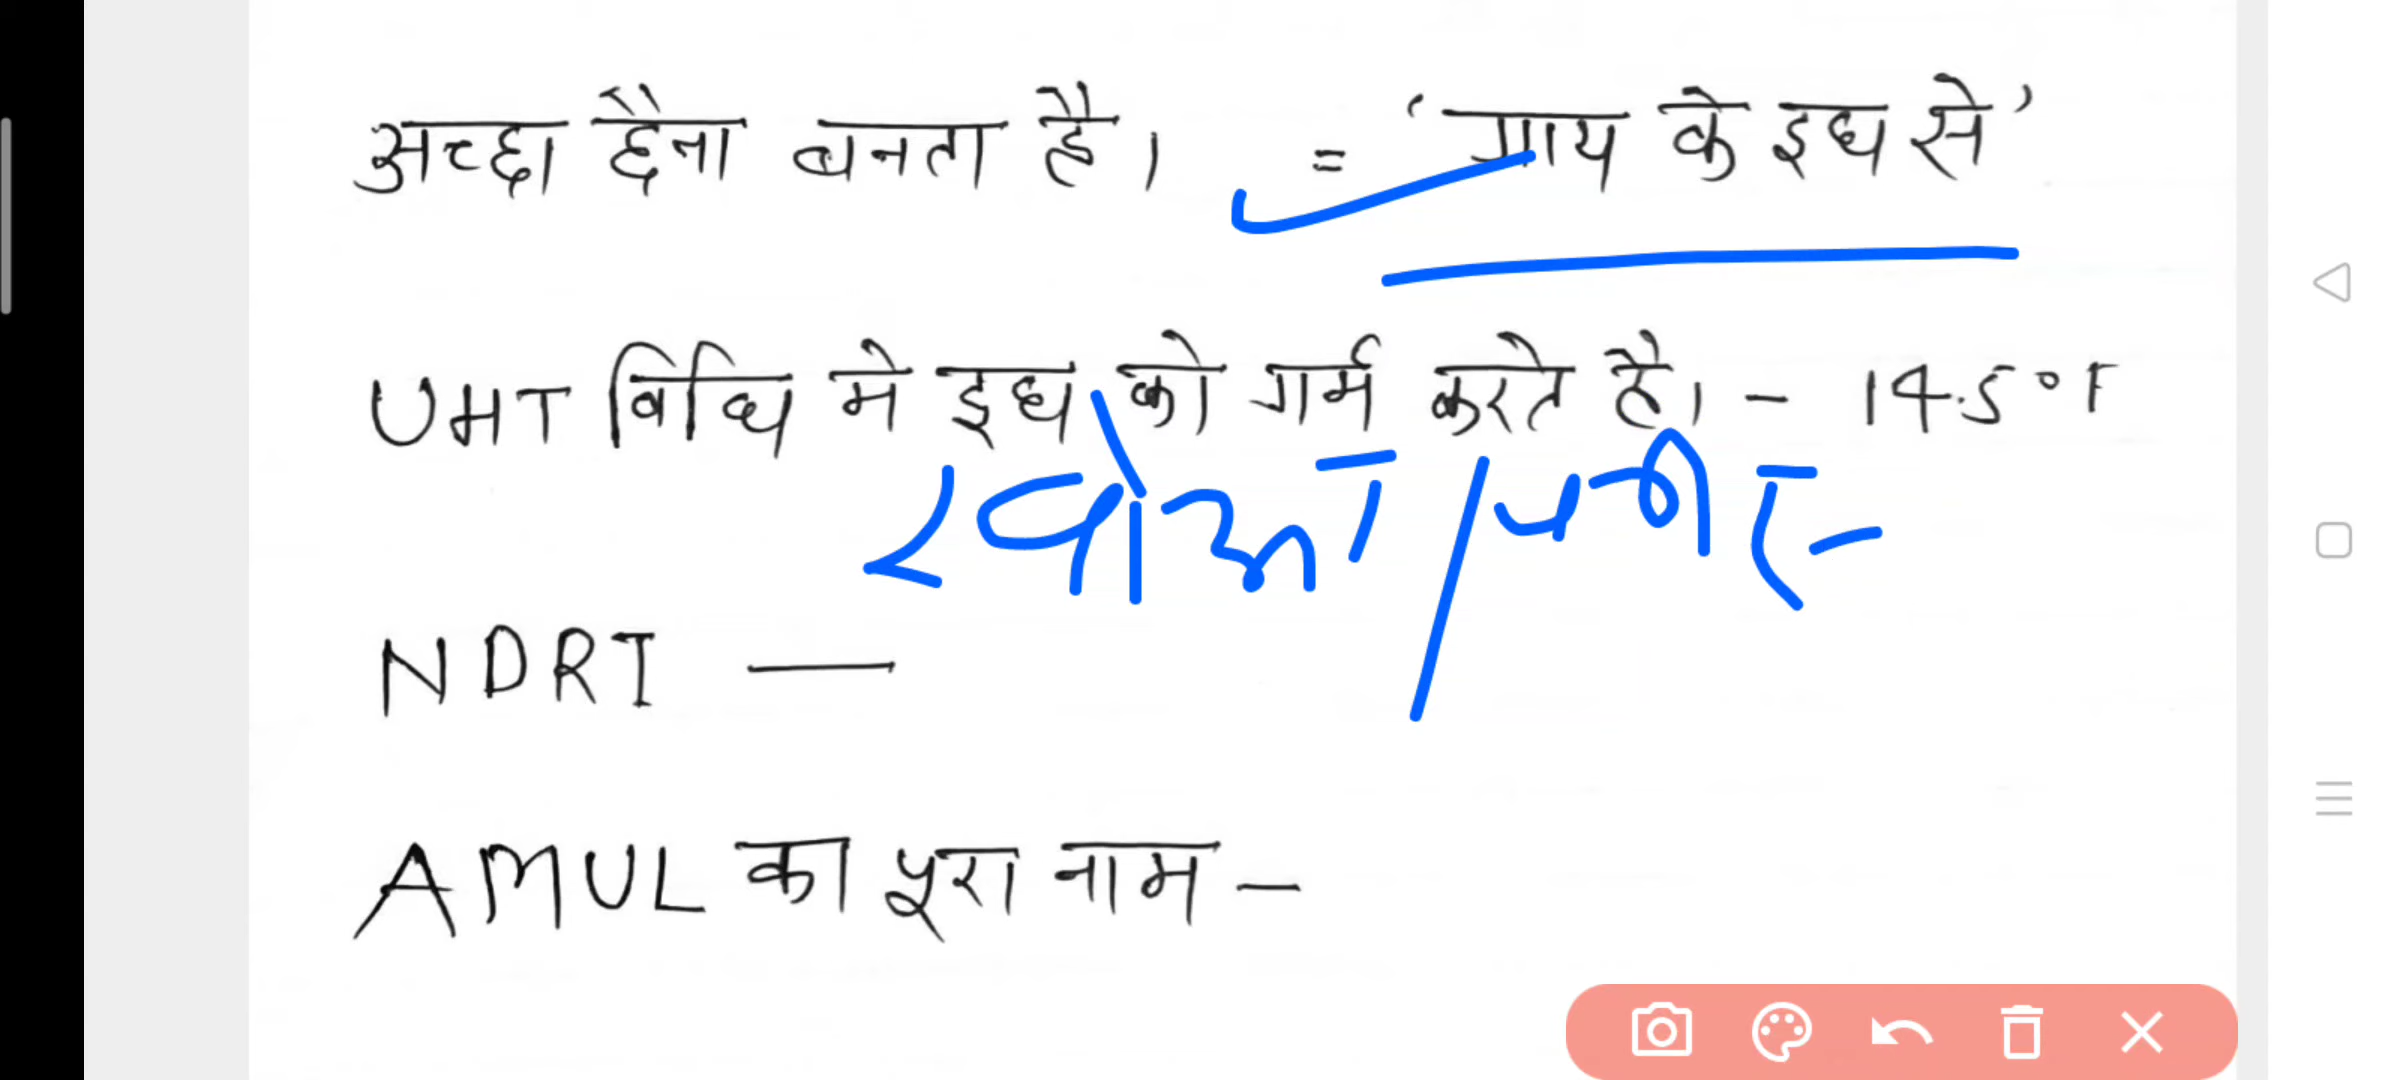 अच्छा छैना बनता है। = 'गाय के दूध से'
UHT विधि मे दूध को गर्म करते है। - 145°F
खोआ / पनीर -
NDRI —
AMUL का पूरा नाम -